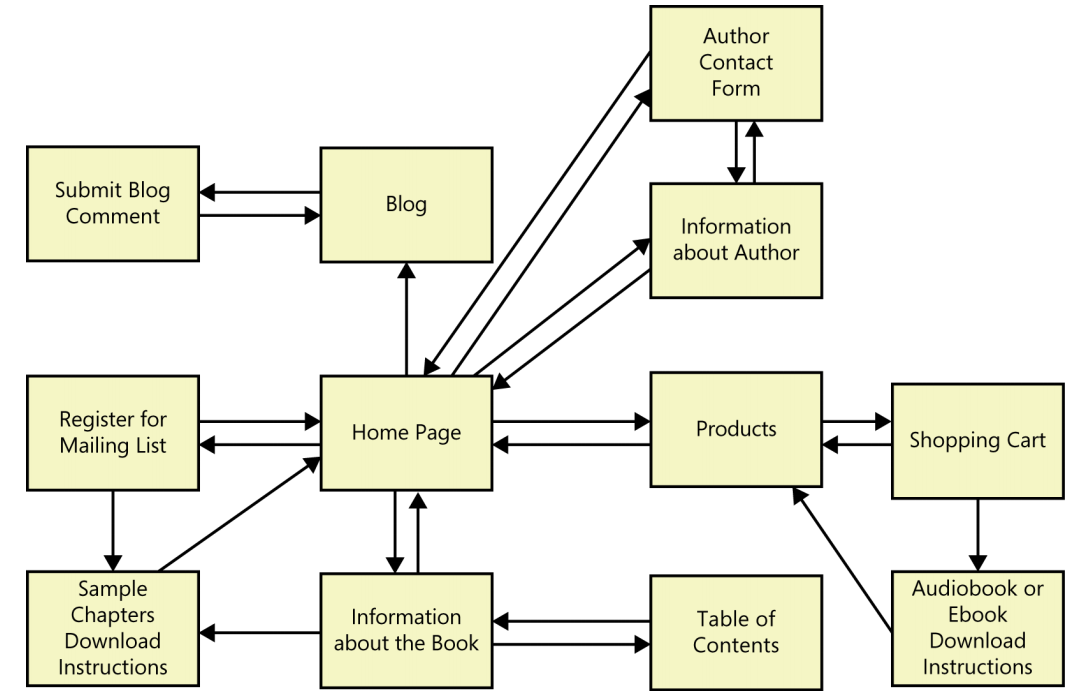 Author
Contact
Form
Submit Blog
Comment
Blog
Information
about Author
Register for
Mailing List
Home Page
Products
Shopping Cart
Sample
Chapters
Download
Instructions
Information
about the Book
Table of
Contents
Audiobook or
Ebook
Download
Instructions